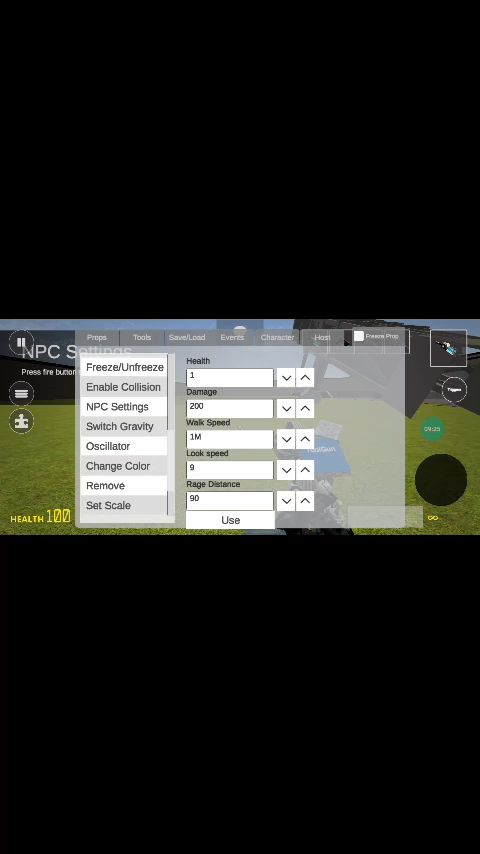 Props Tools Save/Load Events Character Host Freeze Prop
NPC Settings
Press fire button
Freeze/Unfreeze
Enable Collision
NPC Settings
Switch Gravity
Oscillator
Change Color
Remove
Set Scale
Health
1
Damage
200
Walk Speed
1M
Look speed
9
Rage Distance
90
Use
ToolGun
Triggers
09:25
HEALTH 100
∞